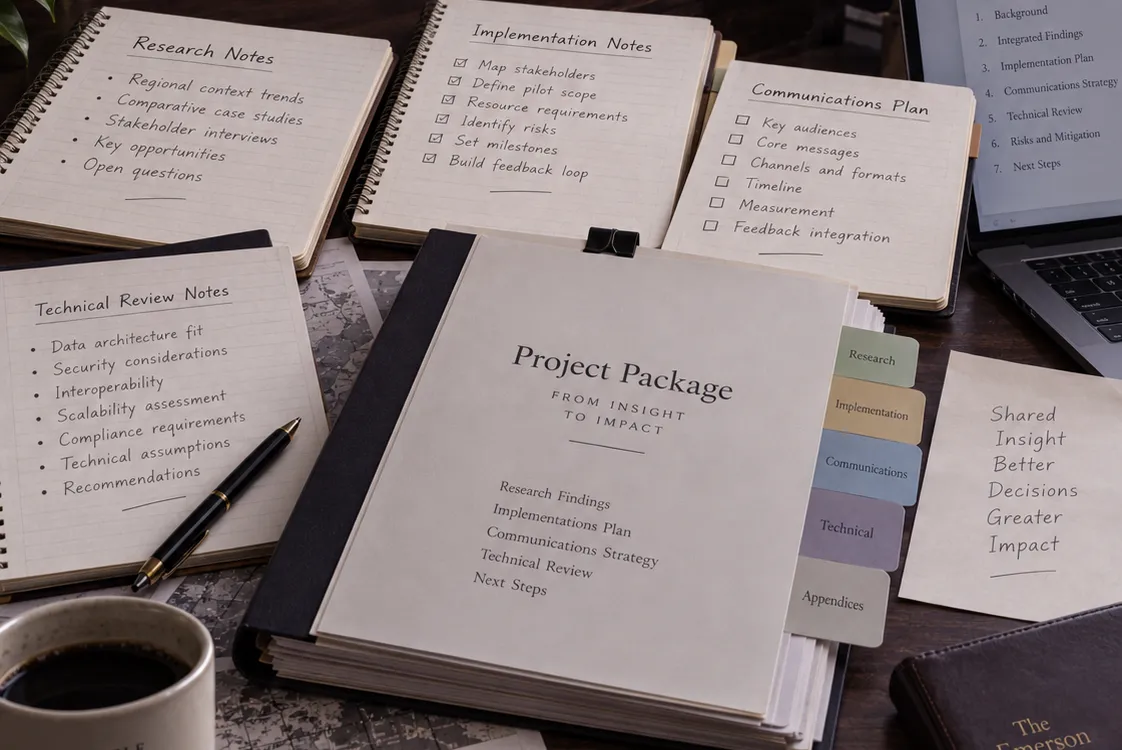 Research Notes
• Regional context trends
• Comparative case studies
• Stakeholder interviews
• Key opportunities
• Open questions
Implementation Notes
☑ Map stakeholders
☑ Define pilot scope
☑ Resource requirements
☑ Identify risks
☑ Set milestones
☑ Build feedback loop
Communications Plan
☐ Key audiences
☐ Core messages
☐ Channels and formats
☐ Timeline
☐ Measurement
☐ Feedback integration
1. Background
2. Integrated Findings
3. Implementation Plan
4. Communications Strategy
5. Technical Review
6. Risks and Mitigation
7. Next Steps
Technical Review Notes
• Data architecture fit
• Security considerations
• Interoperability
• Scalability assessment
• Compliance requirements
• Technical assumptions
• Recommendations
Project Package
FROM INSIGHT
TO IMPACT
Research Findings
Implementations Plan
Communications Strategy
Technical Review
Next Steps
Research
Implementation
Communications
Technical
Appendices
Shared
Insight
Better
Decisions
Greater
Impact
The
Emerson